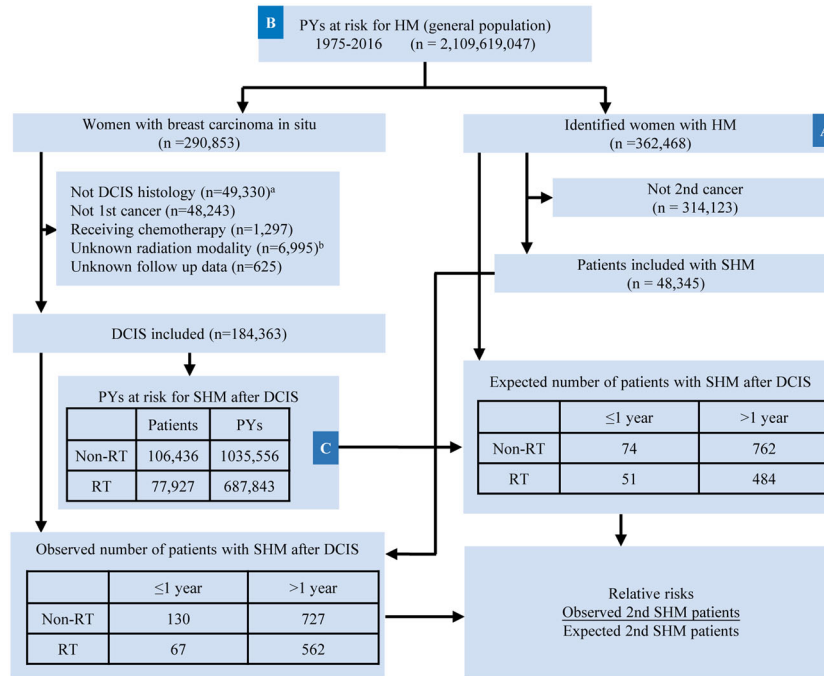 B
PYs at risk for HM (general population)
1975-2016 (n = 2,109,619,047)
Women with breast carcinoma in situ
(n =290,853)
Identified women with HM
(n =362,468)
Not DCIS histology (n=49,330)a
Not 1st cancer (n=48,243)
Receiving chemotherapy (n=1,297)
Unknown radiation modality (n=6,995)b
Unknown follow up data (n=625)
Not 2nd cancer
(n = 314,123)
Patients included with SHM
(n = 48,345)
DCIS included (n=184,363)
PYs at risk for SHM after DCIS
Patients PYs
Non-RT 106,436 1035,556
RT 77,927 687,843
C
Expected number of patients with SHM after DCIS
≤1 year >1 year
Non-RT 74 762
RT 51 484
Observed number of patients with SHM after DCIS
≤1 year >1 year
Non-RT 130 727
RT 67 562
Relative risks
Observed 2nd SHM patients
Expected 2nd SHM patients